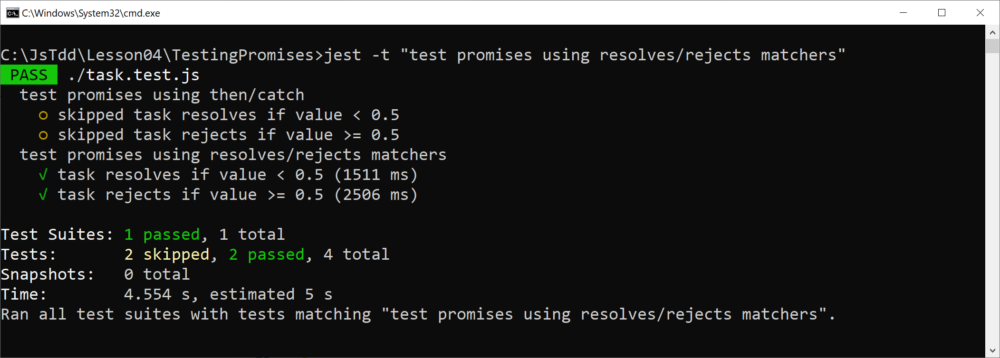 C:\Windows\System32\cmd.exe
C:\JsTdd\Lesson04\TestingPromises>jest -t "test promises using resolves/rejects matchers"
PASS ./task.test.js
test promises using then/catch
○ skipped task resolves if value < 0.5
○ skipped task rejects if value >= 0.5
test promises using resolves/rejects matchers
√ task resolves if value < 0.5 (1511 ms)
√ task rejects if value >= 0.5 (2506 ms)
Test Suites: 1 passed, 1 total
Tests: 2 skipped, 2 passed, 4 total
Snapshots: 0 total
Time: 4.554 s, estimated 5 s
Ran all test suites with tests matching "test promises using resolves/rejects matchers".